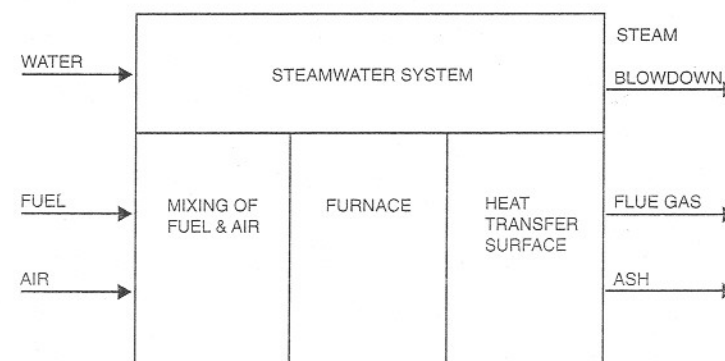 STEAM
WATER
STEAMWATER SYSTEM
BLOWDOWN
FUEL
MIXING OF
FUEL & AIR
FURNACE
HEAT
TRANSFER
SURFACE
FLUE GAS
AIR
ASH